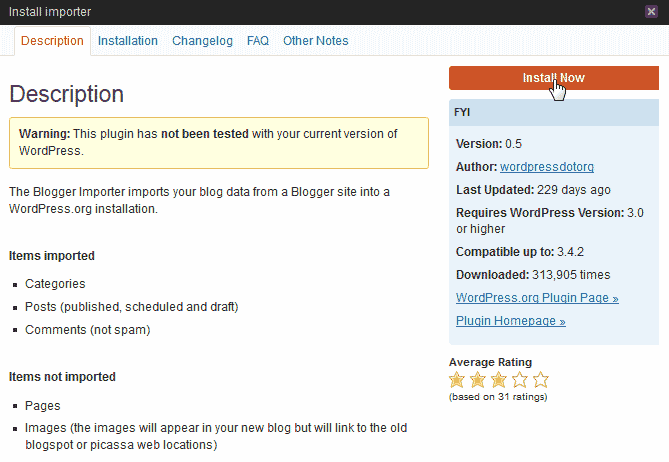 Install importer
Description Installation Changelog FAQ Other Notes
Description
Warning: This plugin has not been tested with your current version of
WordPress.
The Blogger Importer imports your blog data from a Blogger site into a
WordPress.org installation.
Items imported
Categories
Posts (published, scheduled and draft)
Comments (not spam)
Items not imported
Pages
Images (the images will appear in your new blog but will link to the old
blogspot or picassa web locations)
Install Now
FYI
Version: 0.5
Author: wordpressdotorg
Last Updated: 229 days ago
Requires WordPress Version: 3.0
or higher
Compatible up to: 3.4.2
Downloaded: 313,905 times
WordPress.org Plugin Page »
Plugin Homepage »
Average Rating
(based on 31 ratings)